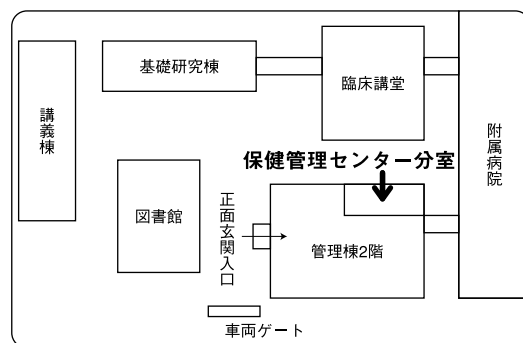 基礎研究棟
臨床講堂
講義棟
附属病院
保健管理センター分室
図書館
正面玄関入口
管理棟2階
車両ゲート